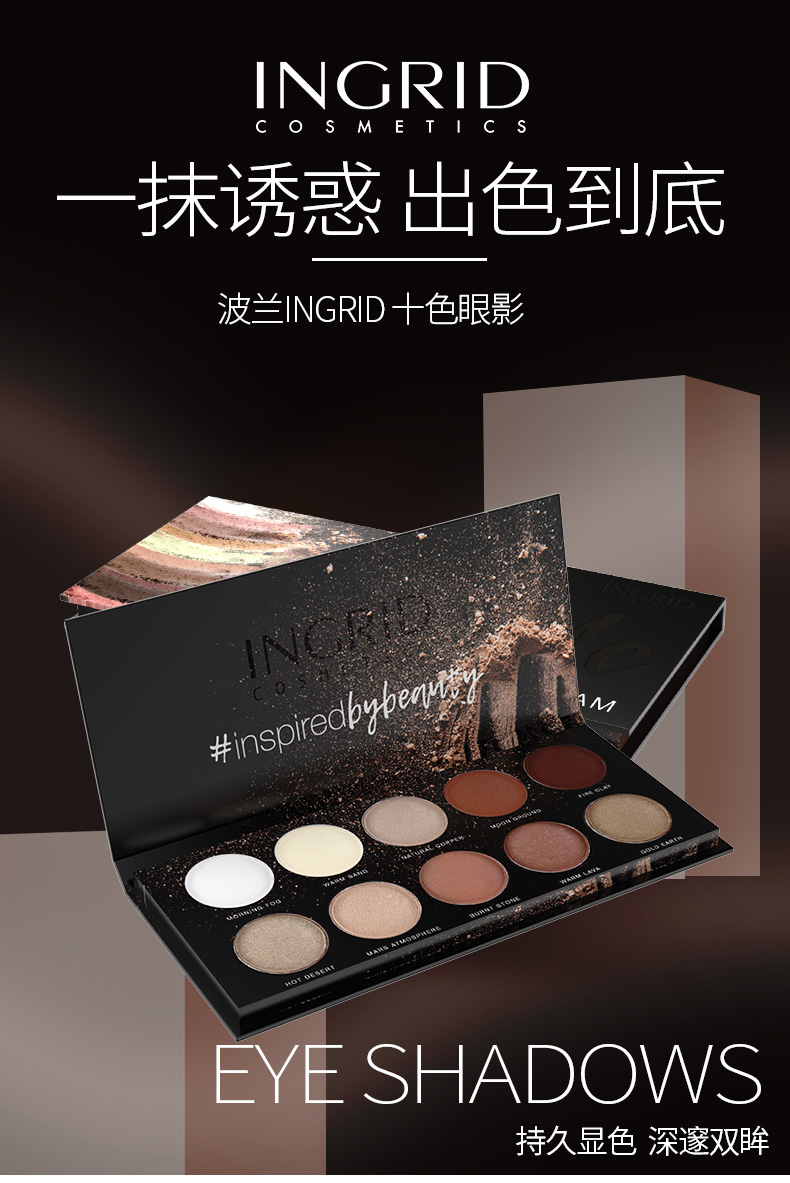 INGRID
COSMETICS
一抹诱惑 出色到底
波兰INGRID 十色眼影
INGRID
INGRID
COSMETICS
AM
#inspiredbybeauty
FIRE CLAY
MOON GROUND
NATURAL COPPER
WARM SAND
MORNING FOG
GOLD EARTH
WARM LAVA
BURNT STONE
MARS ATMOSPHERE
HOT DESERT
EYE SHADOWS
持久显色 深邃双眸